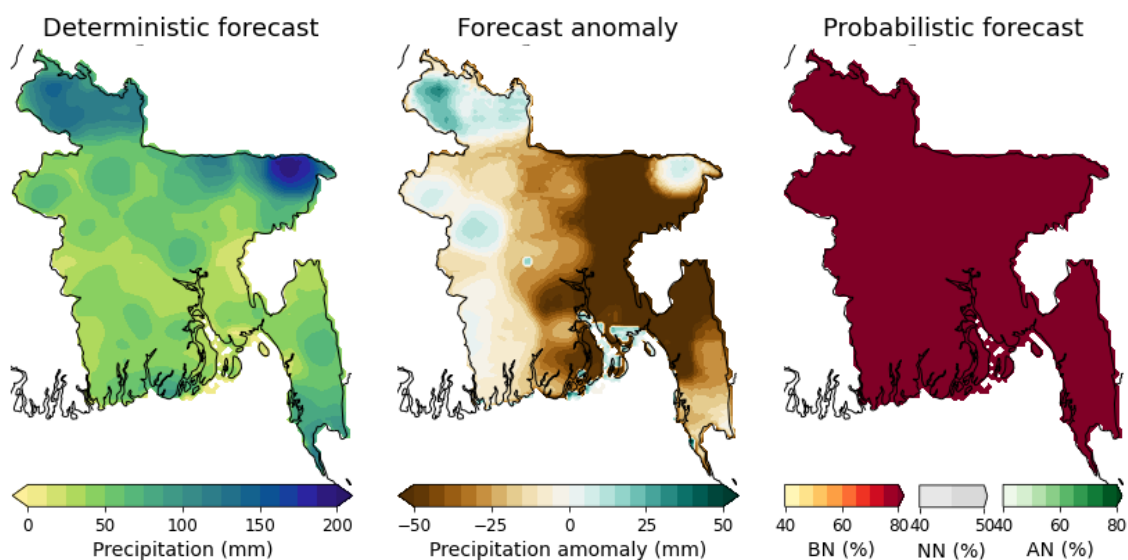 Deterministic forecast
Forecast anomaly
Probabilistic forecast
0 50 100 150 200
Precipitation (mm)
−50 −25 0 25 50
Precipitation amomaly (mm)
40 60 80
BN (%)
40 50
NN (%)
40 60 80
AN (%)